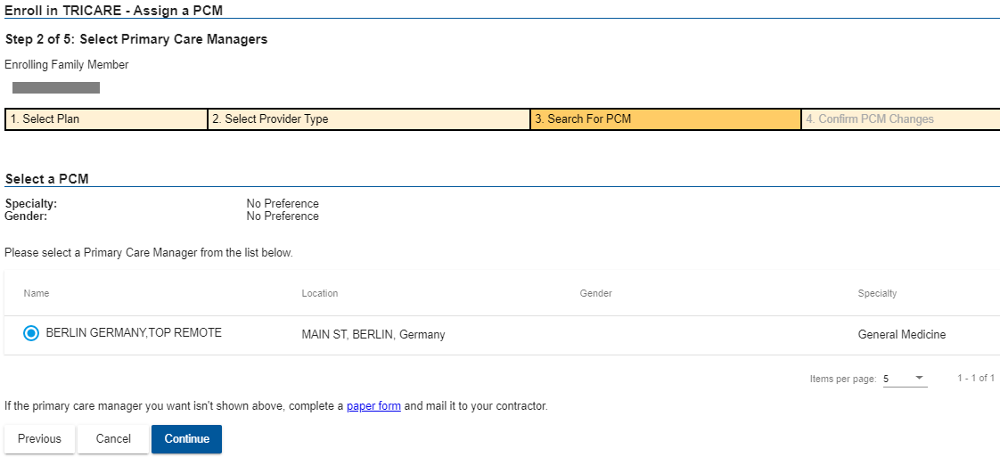 Enroll in TRICARE - Assign a PCM
Step 2 of 5: Select Primary Care Managers
Enrolling Family Member
1. Select Plan 2. Select Provider Type 3. Search For PCM 4. Confirm PCM Changes
Select a PCM
Specialty: No Preference
Gender: No Preference
Please select a Primary Care Manager from the list below.
Name Location Gender Specialty
BERLIN GERMANY,TOP REMOTE MAIN ST, BERLIN, Germany General Medicine
Items per page: 5 1 - 1 of 1
If the primary care manager you want isn't shown above, complete a paper form and mail it to your contractor.
Previous Cancel Continue